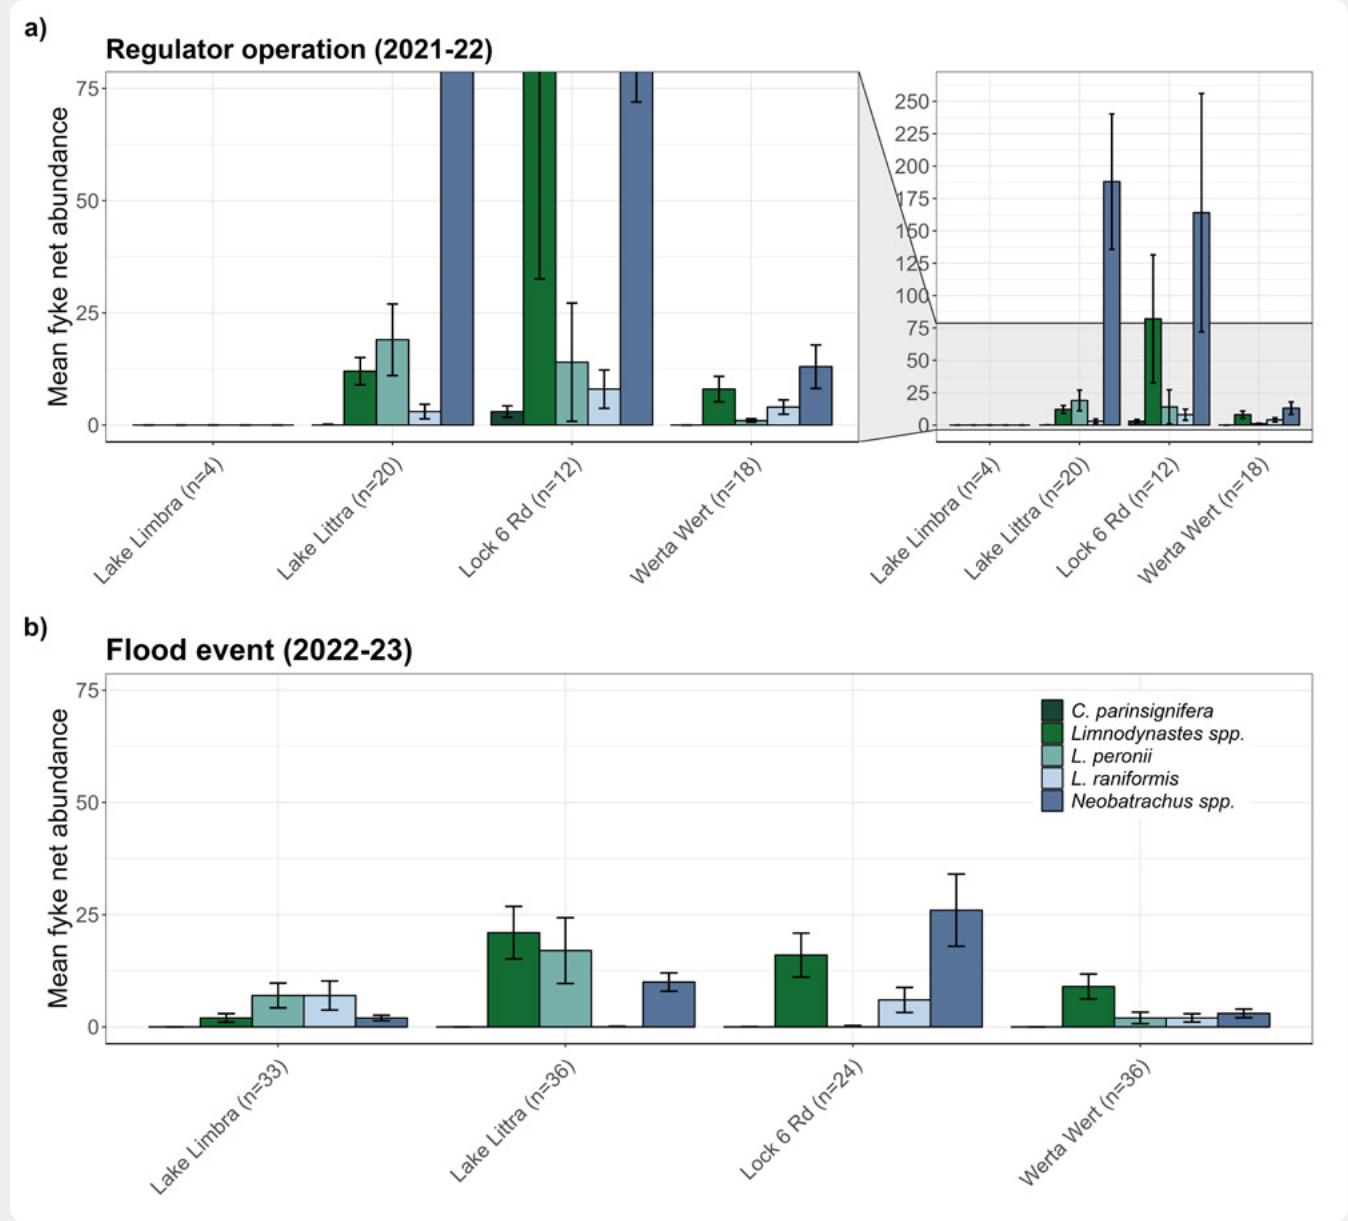 a)
Regulator operation (2021-22)
Mean fyke net abundance
75
50
25
0
Lake Limbra (n=4)
Lake Littra (n=20)
Lock 6 Rd (n=12)
Werta Wert (n=18)
250
225
200
175
150
125
100
75
50
25
0
Lake Limbra (n=4)
Lake Littra (n=20)
Lock 6 Rd (n=12)
Werta Wert (n=18)
b)
Flood event (2022-23)
Mean fyke net abundance
75
50
25
0
C. parinsignifera
Limnodynastes spp.
L. peronii
L. raniformis
Neobatrachus spp.
Lake Limbra (n=33)
Lake Littra (n=36)
Lock 6 Rd (n=24)
Werta Wert (n=36)